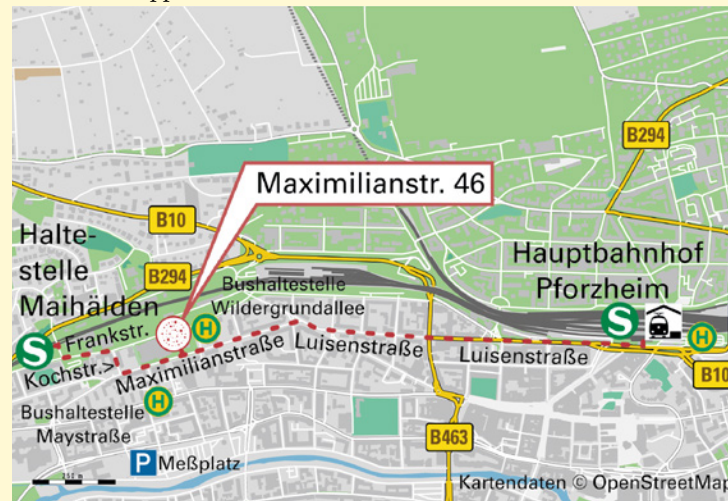 B294
Maximilianstr. 46
B10
Halte-
stelle
Maihälden
Hauptbahnhof
Pforzheim
B294
Bushaltestelle
Wildergrundallee
S
H
S
H
Frankstr.
Kochstr.>
Maximilianstraße
Luisenstraße
Luisenstraße
B10
Bushaltestelle
Maystraße
H
B463
P Meßplatz
250 m
Kartendaten © OpenStreetMap